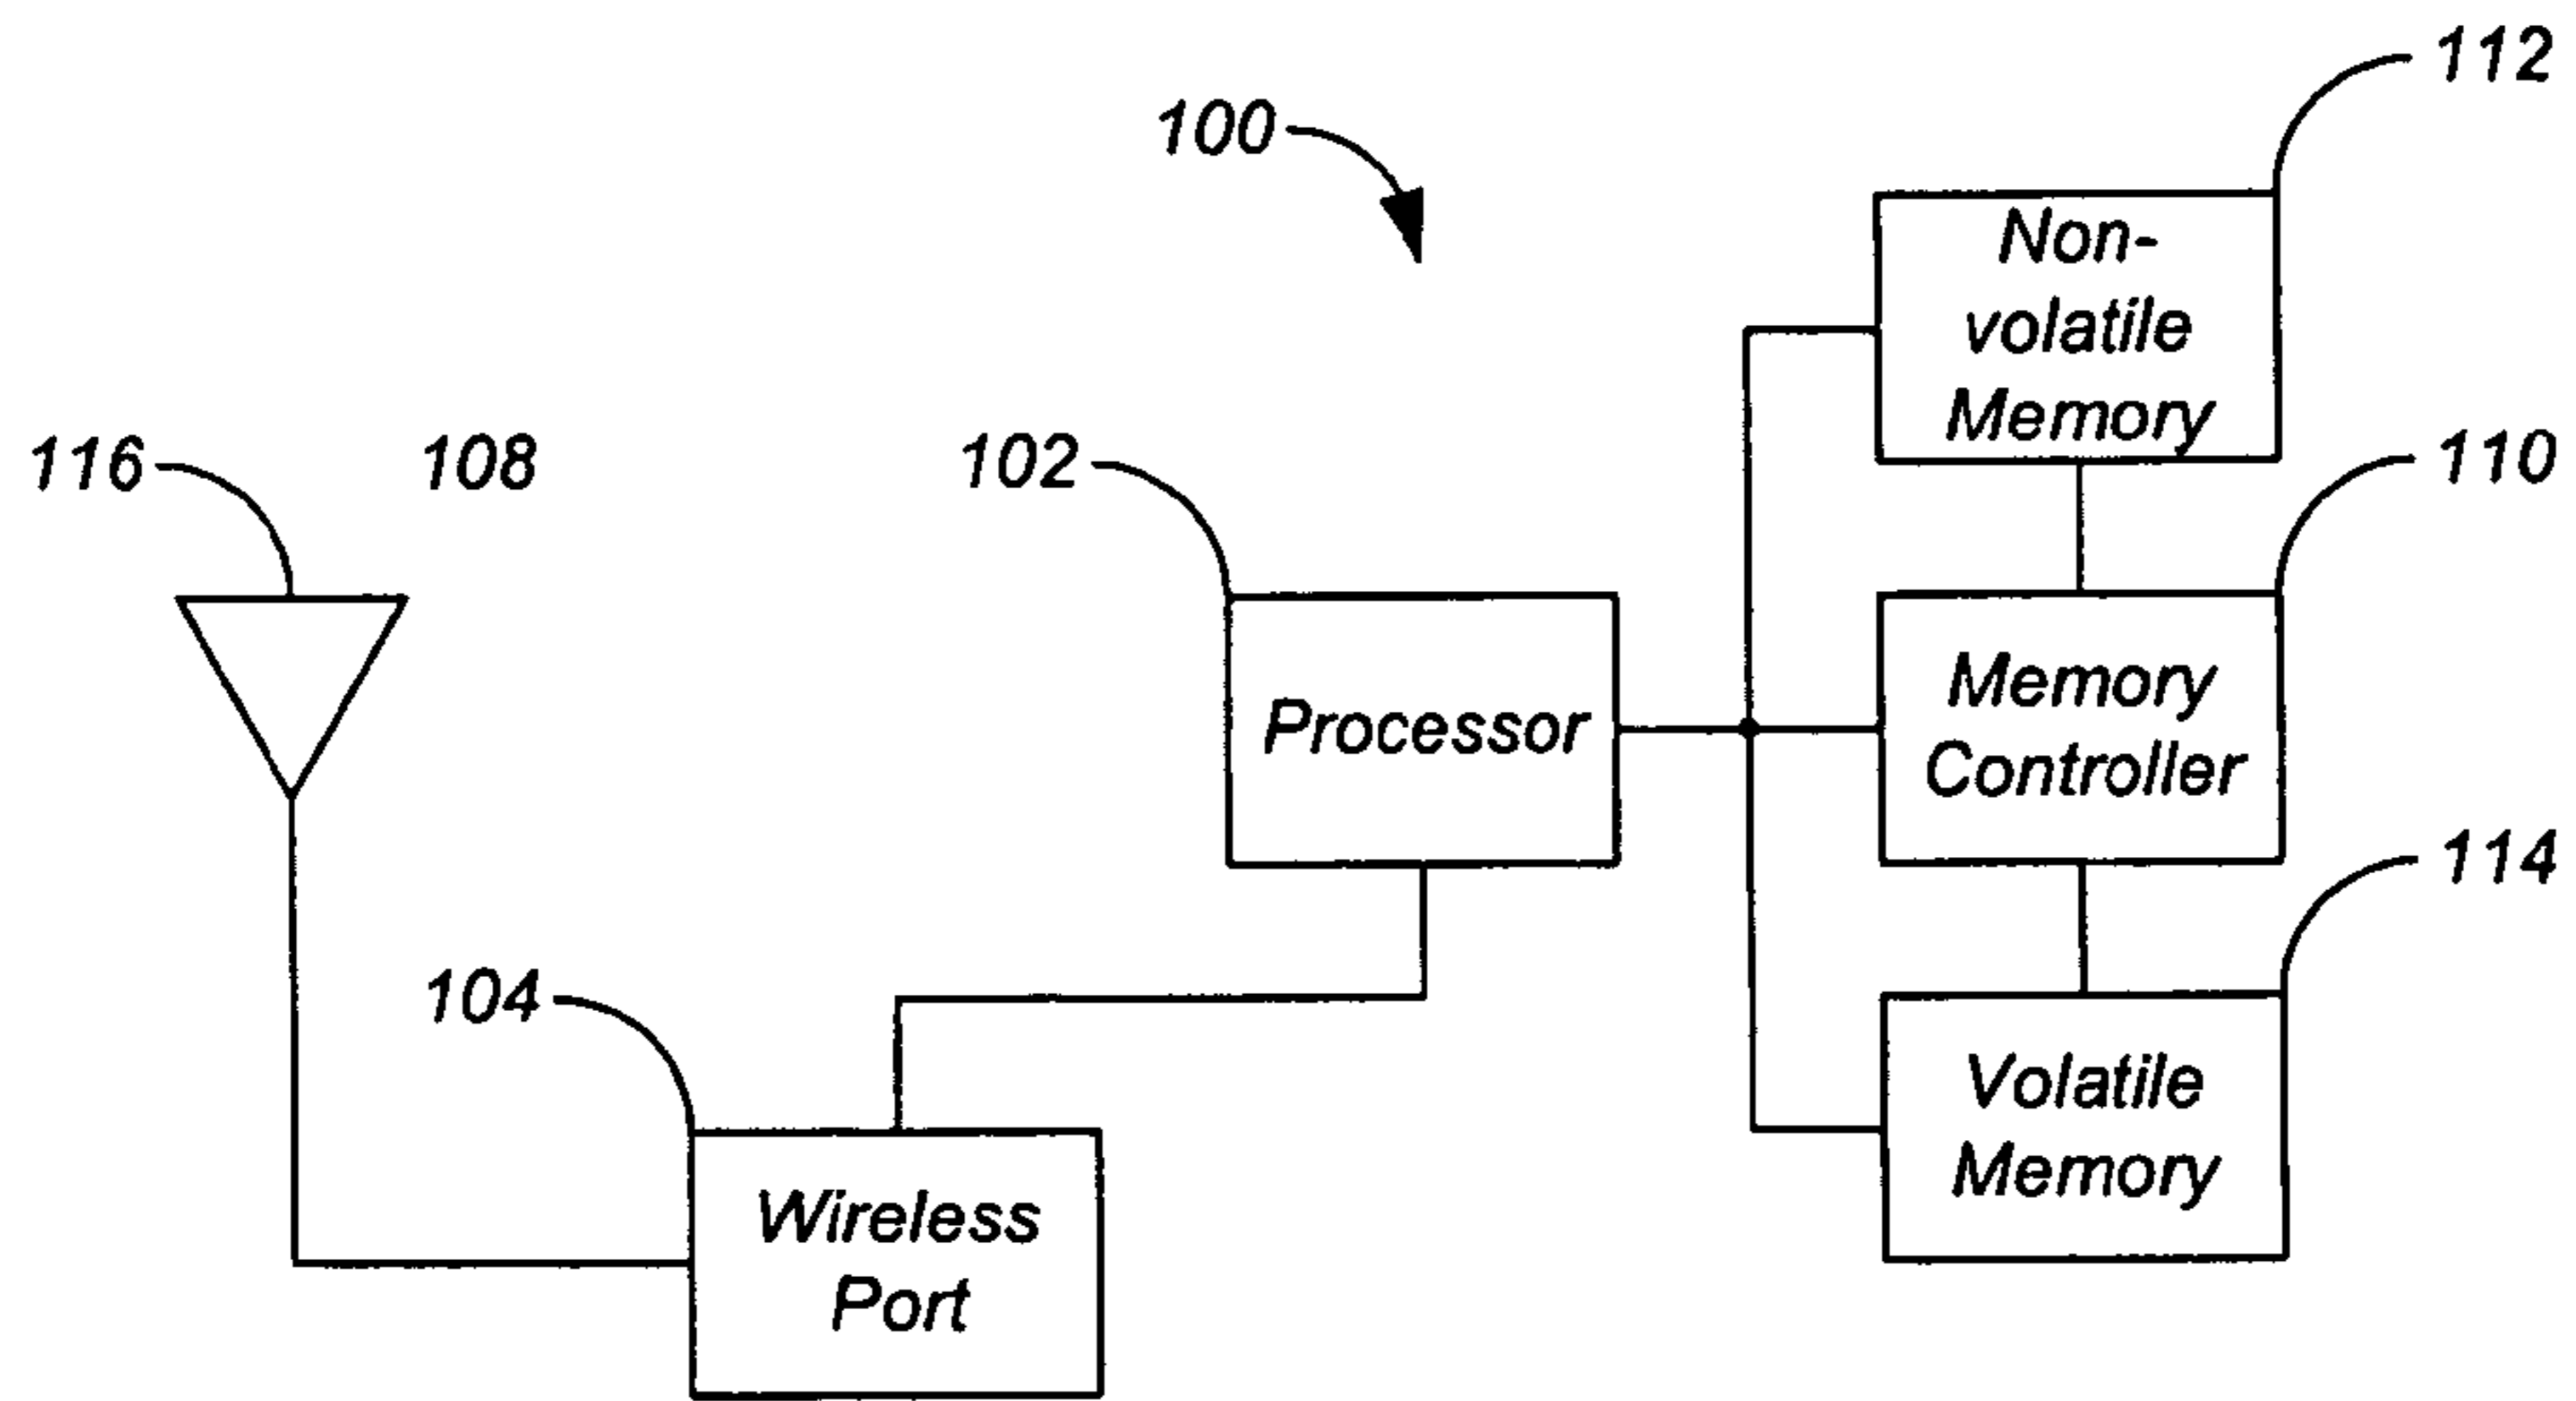 112
100
Non-
volatile
Memory
116
108
102
110
Processor
Memory
Controller
114
104
Volatile
Memory
Wireless
Port